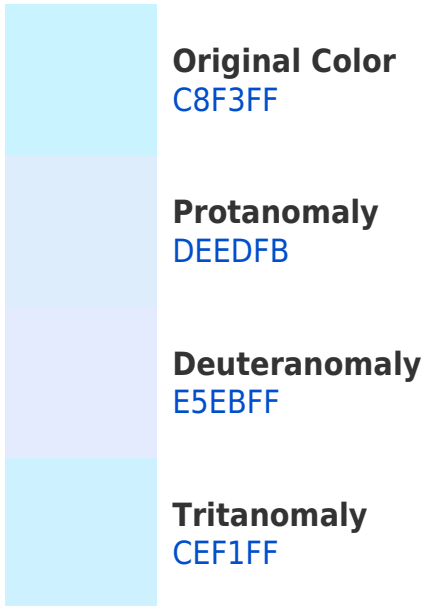 Original Color
C8F3FF
Protanomaly
DEEDFB
Deuteranomaly
E5EBFF
Tritanomaly
CEF1FF